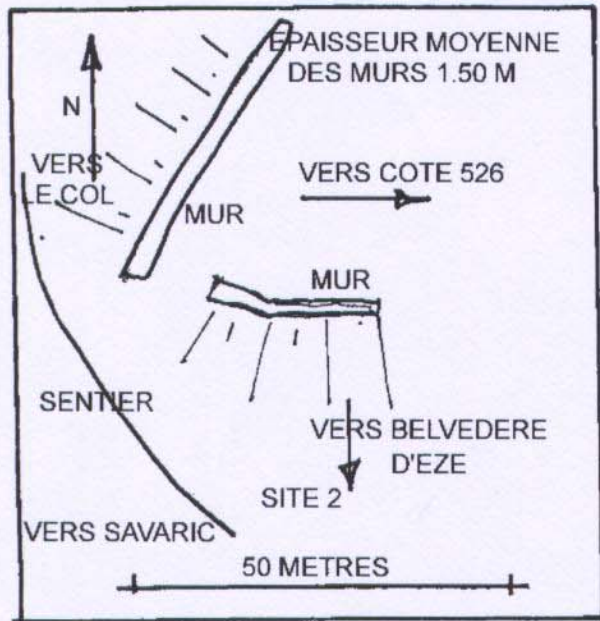 EPAISSEUR MOYENNE
DES MURS 1.50 M
N
VERS
LE COL
VERS COTE 526
MUR
MUR
SENTIER
VERS BELVEDERE
D'EZE
SITE 2
VERS SAVARIC
50 METRES